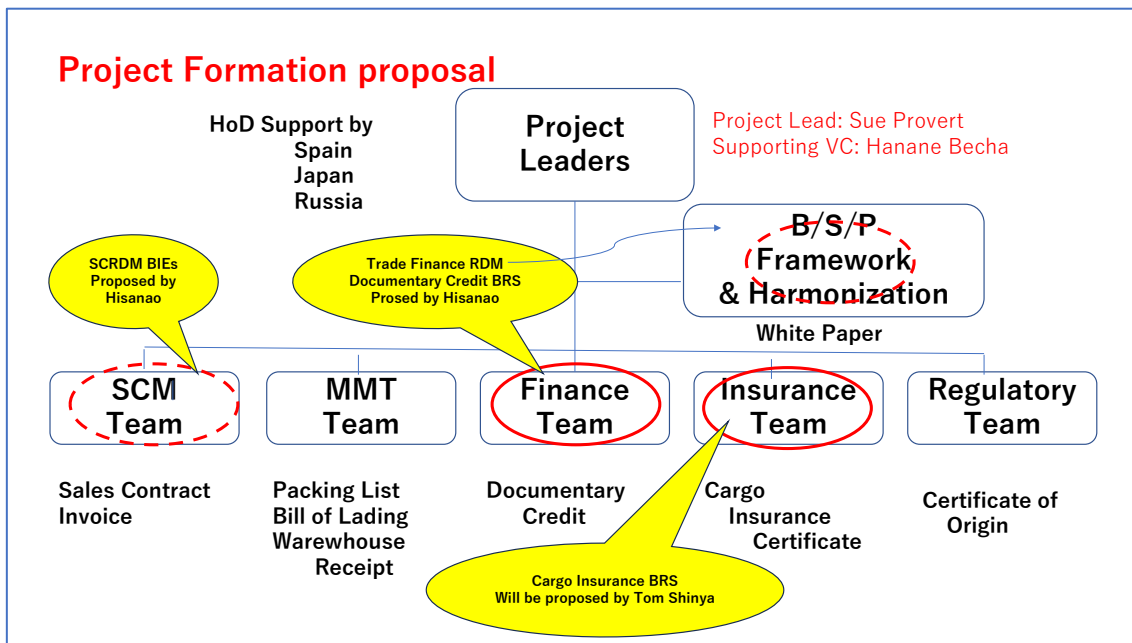 Project Formation proposal
HoD Support by
Spain
Japan
Russia
Project
Leaders
Project Lead: Sue Provert
Supporting VC: Hanane Becha
B/S/P
Framework
& Harmonization
White Paper
SCRDM BIEs
Proposed by
Hisanao
Trade Finance RDM
Documentary Credit BRS
Prosed by Hisanao
SCM
Team
MMT
Team
Finance
Team
Insurance
Team
Regulatory
Team
Sales Contract
Invoice
Packing List
Bill of Lading
Warewhouse
Receipt
Documentary
Credit
Cargo
Insurance
Certificate
Certificate of
Origin
Cargo Insurance BRS
Will be proposed by Tom Shinya